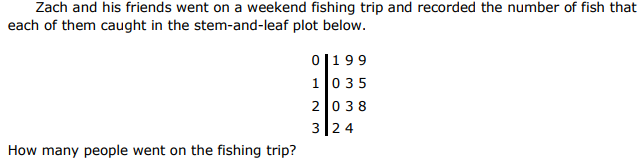 Zach and his friends went on a weekend fishing trip and recorded the number of fish that
each of them caught in the stem-and-leaf plot below.
0 | 1 9 9
1 | 0 3 5
2 | 0 3 8
3 | 2 4
How many people went on the fishing trip?